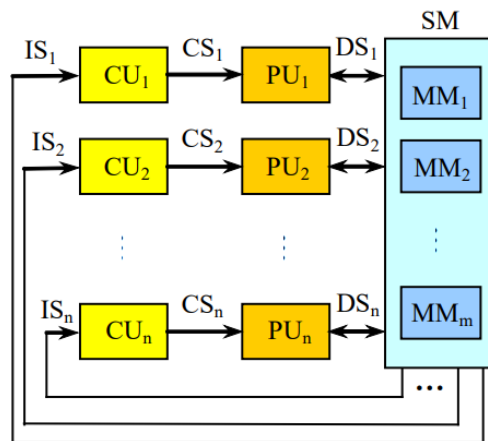 SM
IS₁ CS₁ DS₁
CU₁ PU₁ MM₁
IS₂ CS₂ DS₂
CU₂ PU₂ MM₂
ISₙ CSₙ DSₙ
CUₙ PUₙ MMₘ
...